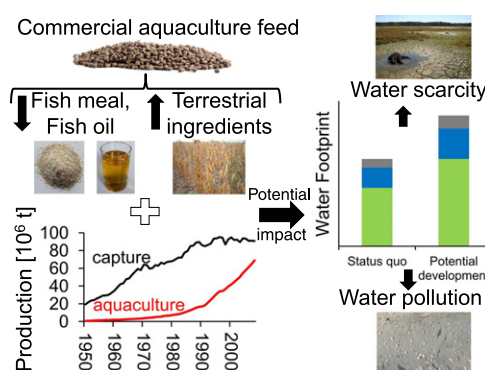 Commercial aquaculture feed
Fish meal,
Fish oil
Terrestrial
ingredients
Potential
impact
Production [10⁶ t]
100
80
60
40
20
0
capture
aquaculture
1950
1960
1970
1980
1990
2000
Water scarcity
Water Footprint
Status quo
Potential
development
Water pollution